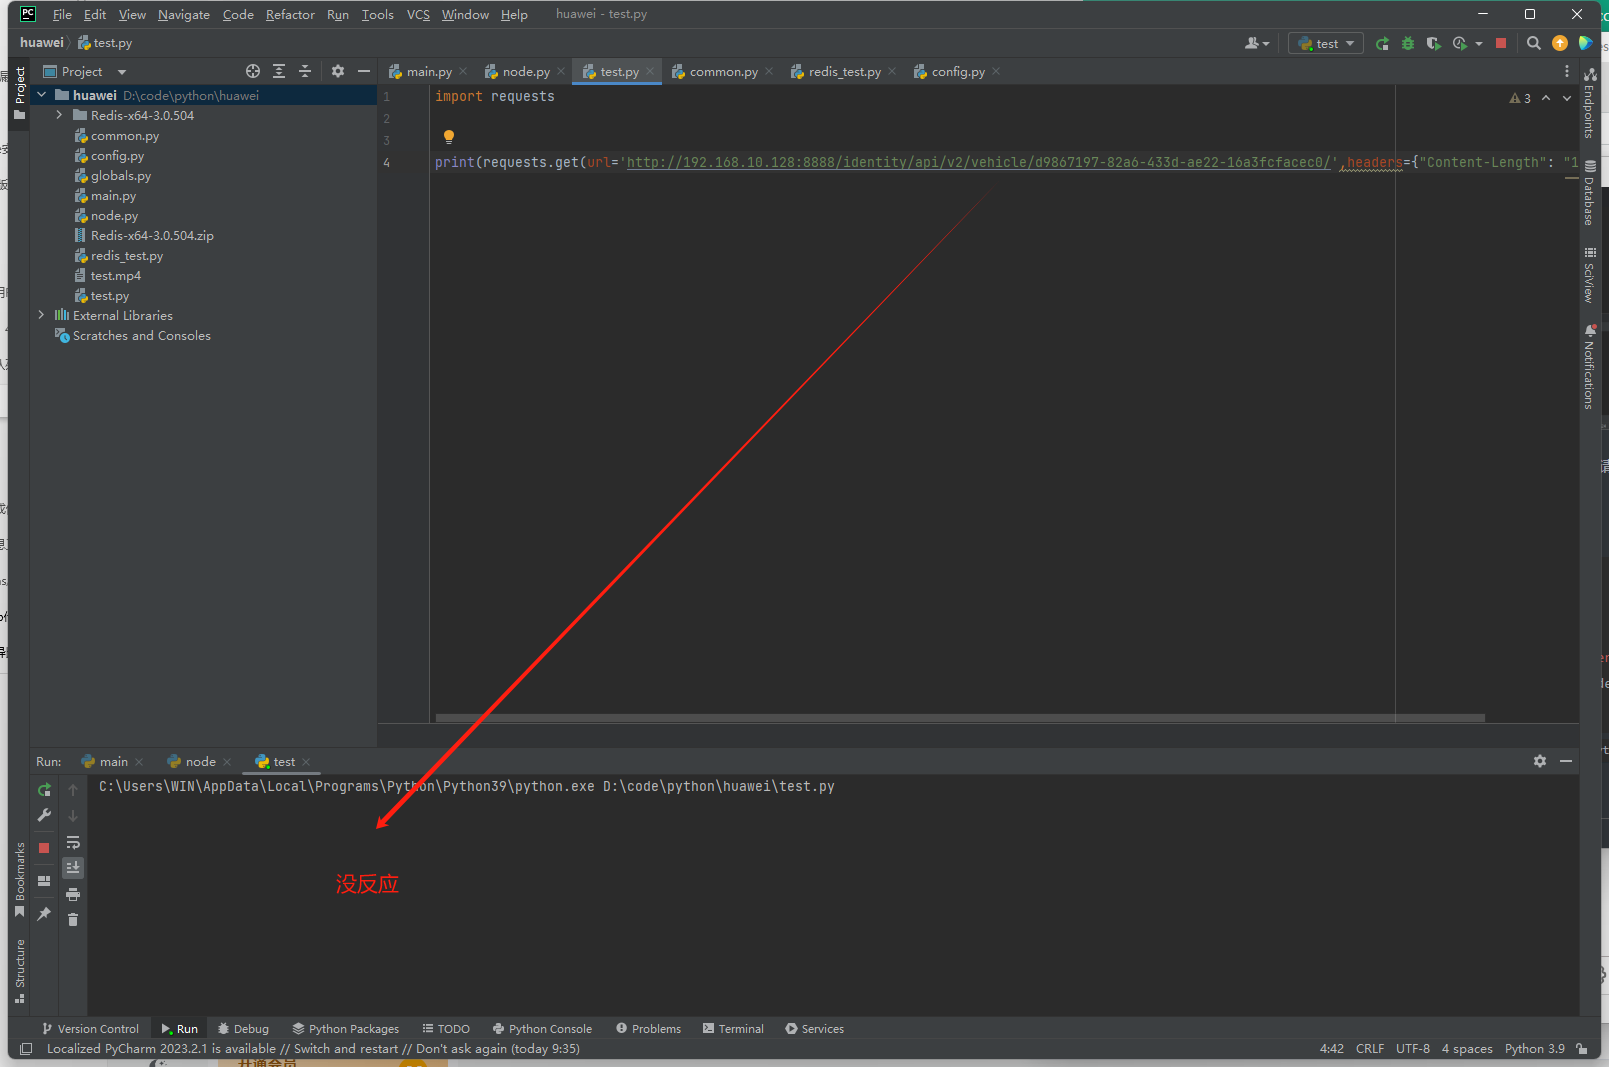 File Edit View Navigate Code Refactor Run Tools VCS Window Help huawei - test.py
huawei test.py
test
Project
main.py node.py test.py common.py redis_test.py config.py
huawei D:\code\python\huawei
Redis-x64-3.0.504
common.py
config.py
globals.py
main.py
node.py
Redis-x64-3.0.504.zip
redis_test.py
test.mp4
test.py
External Libraries
Scratches and Consoles
1 import requests
2
3
4 print(requests.get(url='http://192.168.10.128:8888/identity/api/v2/vehicle/d9867197-82a6-433d-ae22-16a3fcfacec0/',headers={"Content-Length": "1
3
Project
Bookmarks
Structure
Endpoints
Database
SciView
Notifications
Run: main node test
C:\Users\WIN\AppData\Local\Programs\Python\Python39\python.exe D:\code\python\huawei\test.py
没反应
Version Control Run Debug Python Packages TODO Python Console Problems Terminal Services
Localized PyCharm 2023.2.1 is available // Switch and restart // Don't ask again (today 9:35) 4:42 CRLF UTF-8 4 spaces Python 3.9